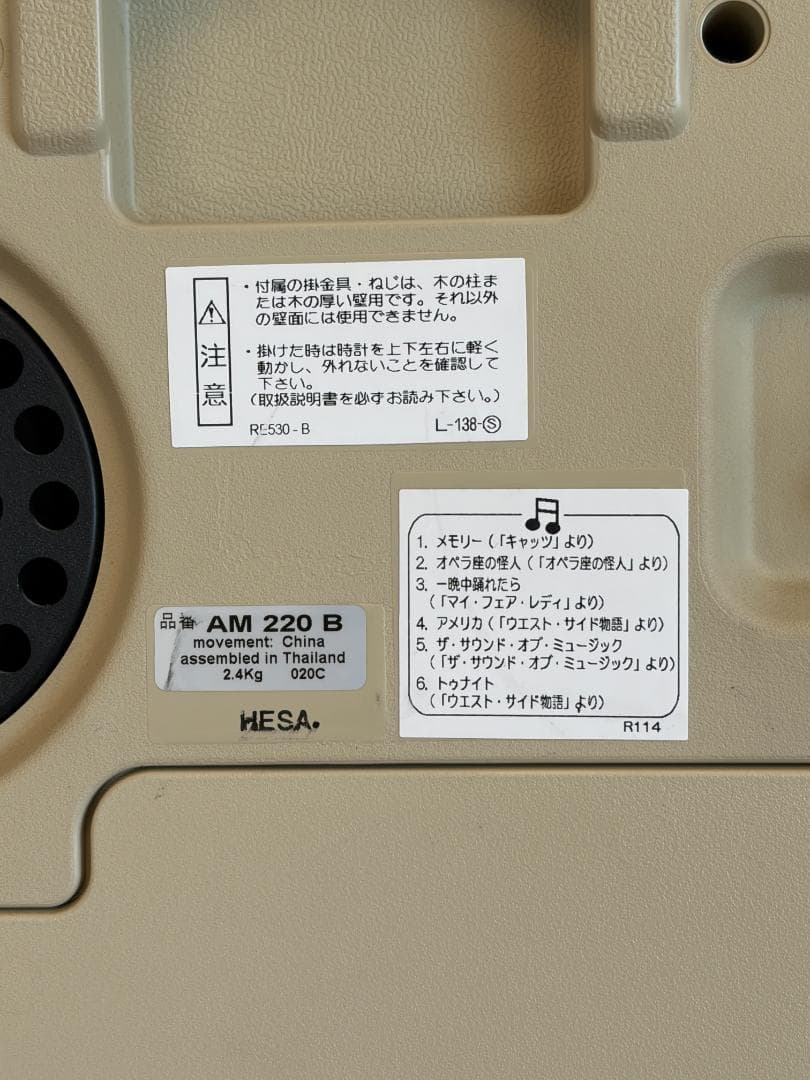 注意
・付属の掛金具・ねじは、木の柱ま
たは木の厚い壁用です。それ以外
の壁面には使用できません。
・掛けた時は時計を上下左右に軽く
動かし、外れないことを確認して
下さい。
(取扱説明書を必ずお読み下さい。)
RE530-B L-138-Ⓢ
1. メモリー(「キャッツ」より)
2. オペラ座の怪人(「オペラ座の怪人」より)
3. 一晩中踊れたら
(「マイ・フェア・レディ」より)
4. アメリカ(「ウエスト・サイド物語」より)
5. ザ・サウンド・オブ・ミュージック
(「ザ・サウンド・オブ・ミュージック」より)
6. トゥナイト
(「ウエスト・サイド物語」より)
R114
品番 AM 220 B
movement: China
assembled in Thailand
2.4Kg 020C
HESA.